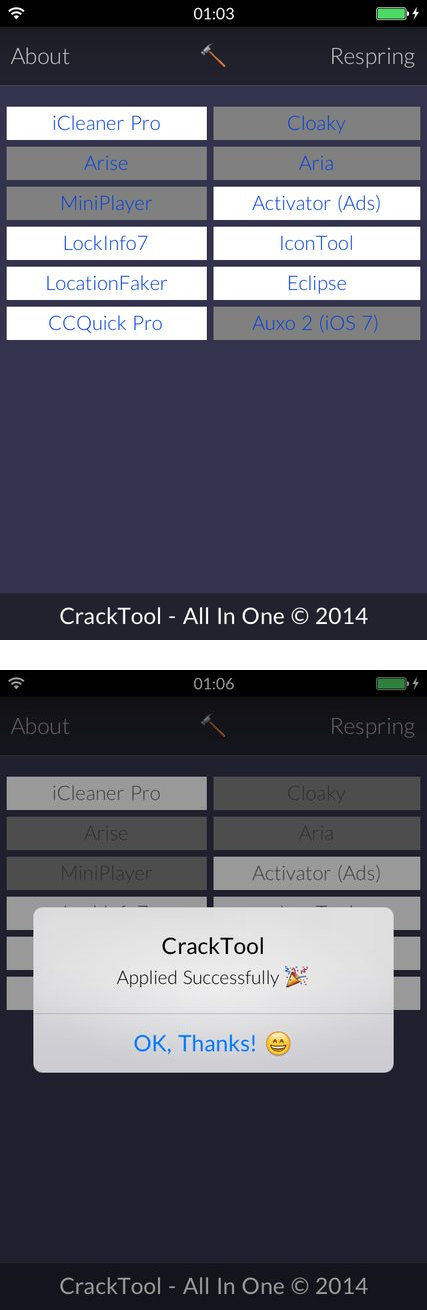 01:03
About 🔨 Respring
iCleaner Pro Cloaky
Arise Aria
MiniPlayer Activator (Ads)
LockInfo7 IconTool
LocationFaker Eclipse
CCQuick Pro Auxo 2 (iOS 7)
CrackTool - All In One © 2014
01:06
About 🔨 Respring
iCleaner Pro Cloaky
Arise Aria
MiniPlayer Activator (Ads)
CrackTool
Applied Successfully 🎉
OK, Thanks! 😄
CrackTool - All In One © 2014